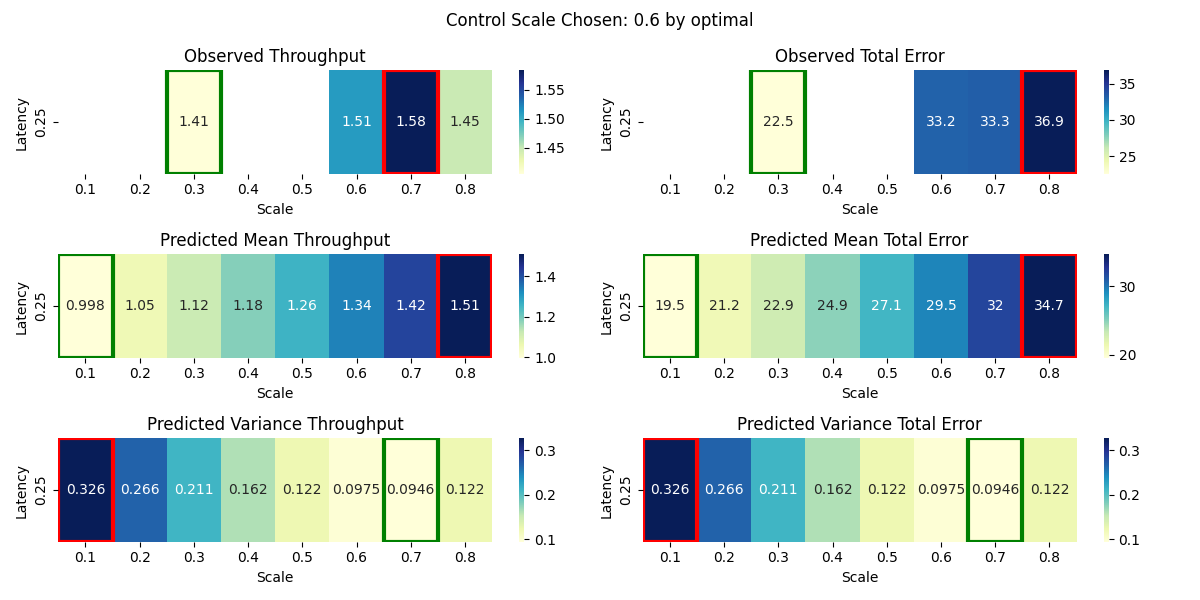 Control Scale Chosen: 0.6 by optimal
Observed Throughput
Latency
0.25
1.41
1.51
1.58
1.45
0.1 0.2 0.3 0.4 0.5 0.6 0.7 0.8
Scale
1.55
1.50
1.45
Observed Total Error
Latency
0.25
22.5
33.2
33.3
36.9
0.1 0.2 0.3 0.4 0.5 0.6 0.7 0.8
Scale
35
30
25
Predicted Mean Throughput
Latency
0.25
0.998 1.05 1.12 1.18 1.26 1.34 1.42 1.51
0.1 0.2 0.3 0.4 0.5 0.6 0.7 0.8
Scale
1.4
1.2
1.0
Predicted Mean Total Error
Latency
0.25
19.5 21.2 22.9 24.9 27.1 29.5 32 34.7
0.1 0.2 0.3 0.4 0.5 0.6 0.7 0.8
Scale
30
20
Predicted Variance Throughput
Latency
0.25
0.326 0.266 0.211 0.162 0.122 0.0975 0.0946 0.122
0.1 0.2 0.3 0.4 0.5 0.6 0.7 0.8
Scale
0.3
0.2
0.1
Predicted Variance Total Error
Latency
0.25
0.326 0.266 0.211 0.162 0.122 0.0975 0.0946 0.122
0.1 0.2 0.3 0.4 0.5 0.6 0.7 0.8
Scale
0.3
0.2
0.1